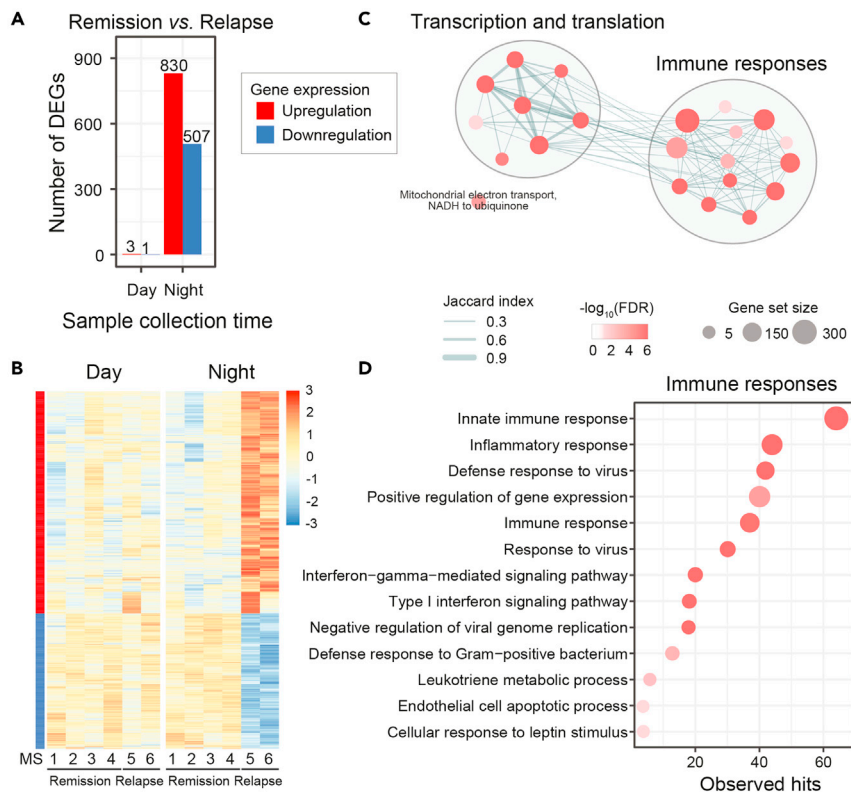 A
Remission vs. Relapse
Number of DEGs
900
600
300
0
830
507
3
1
Day
Night
Sample collection time
Gene expression
Upregulation
Downregulation
C
Transcription and translation
Immune responses
Mitochondrial electron transport,
NADH to ubiquinone
Jaccard index
0.3
0.6
0.9
-log10(FDR)
0 2 4 6
Gene set size
5
150
300
B
Day
Night
3
2
1
0
-1
-2
-3
MS 1 2 3 4 5 6 1 2 3 4 5 6
Remission Relapse Remission Relapse
D
Immune responses
Innate immune response
Inflammatory response
Defense response to virus
Positive regulation of gene expression
Immune response
Response to virus
Interferon-gamma-mediated signaling pathway
Type I interferon signaling pathway
Negative regulation of viral genome replication
Defense response to Gram-positive bacterium
Leukotriene metabolic process
Endothelial cell apoptotic process
Cellular response to leptin stimulus
20 40 60
Observed hits